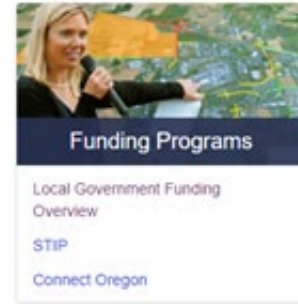 Funding Programs
Local Government Funding
Overview
STIP
Connect Oregon